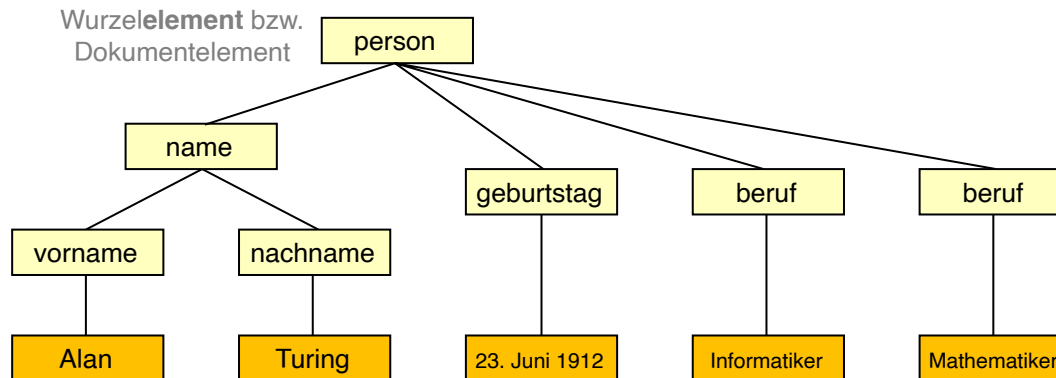 Wurzelelement bzw.
Dokumentelement
person
name
geburtstag
beruf
beruf
vorname
nachname
Alan
Turing
23. Juni 1912
Informatiker
Mathematiker